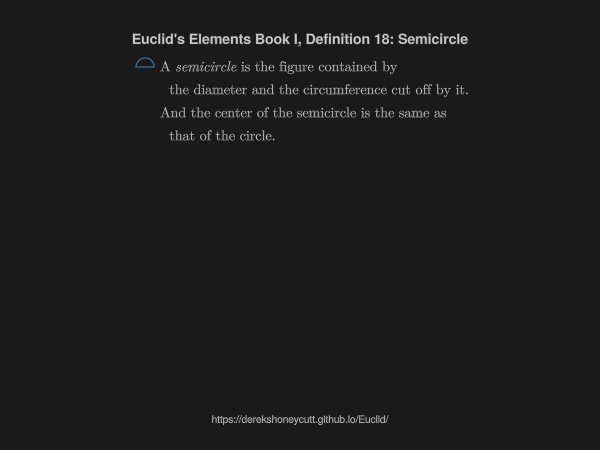 Euclid's Elements Book I, Definition 18: Semicircle
A semicircle is the figure contained by
the diameter and the circumference cut off by it.
And the center of the semicircle is the same as
that of the circle.
https://derekshoneycutt.github.io/Euclid/